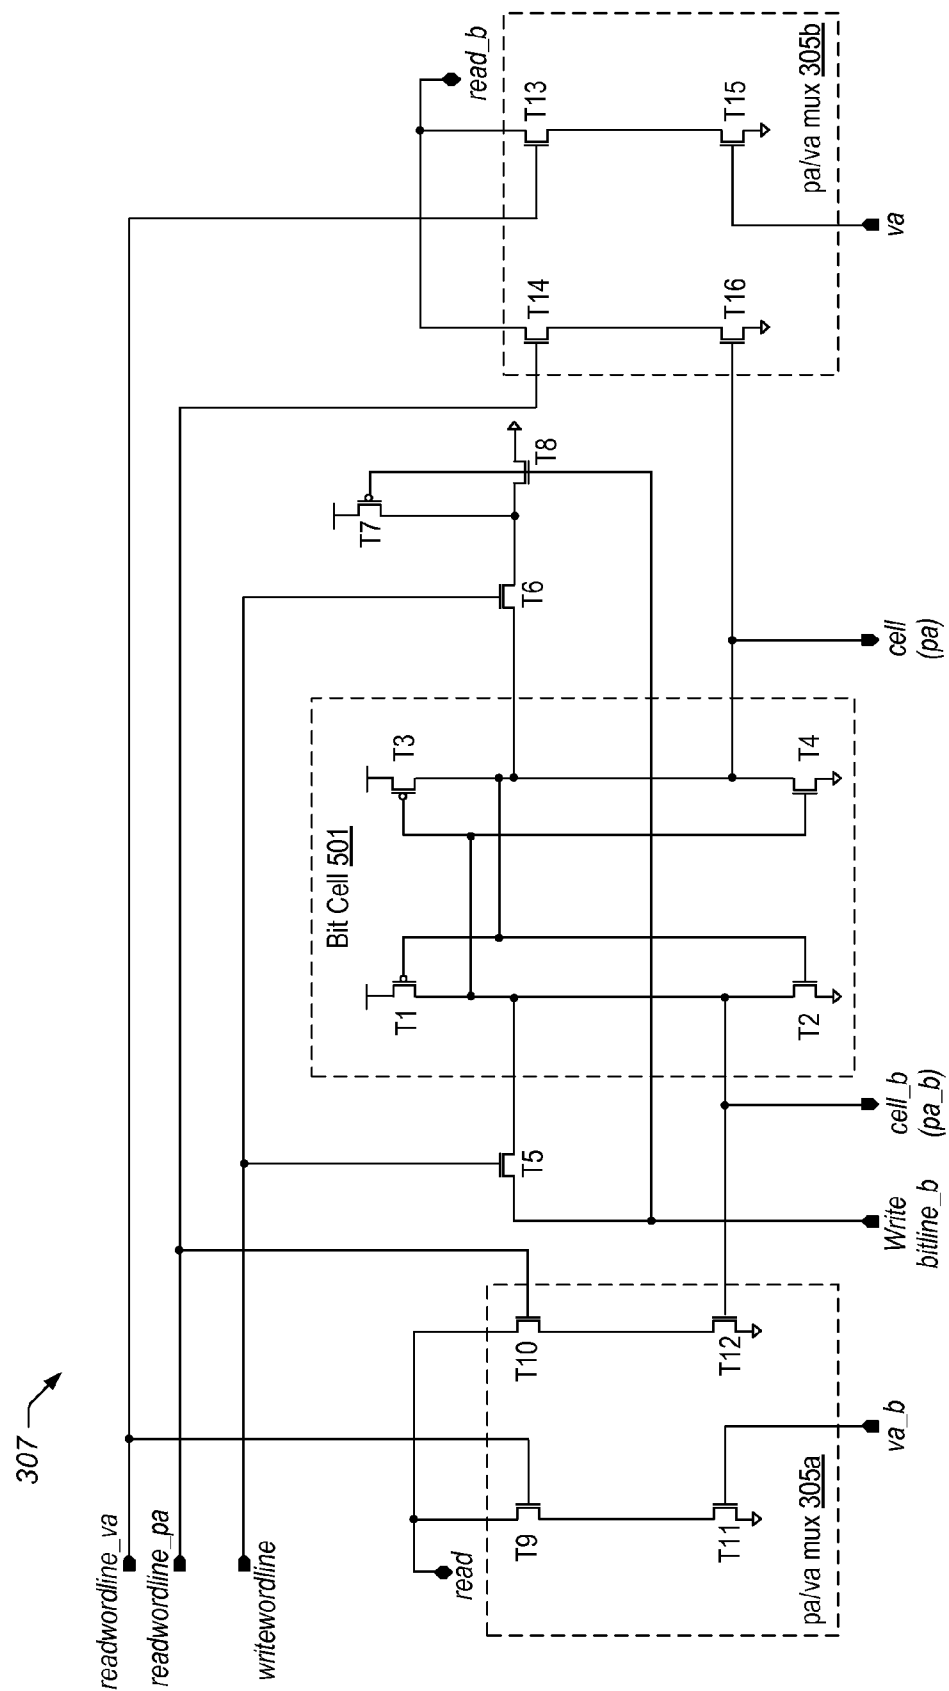 307
readwordline_va
readwordline_pa
writewordline
read
T9
T10
T11
T12
pa/va mux 305a
va_b
Write
bitline_b
cell_b
(pa_b)
T5
Bit Cell 501
T1
T2
T3
T4
cell
(pa)
T6
T7
T8
read_b
T14
T13
T16
T15
pa/va mux 305b
va